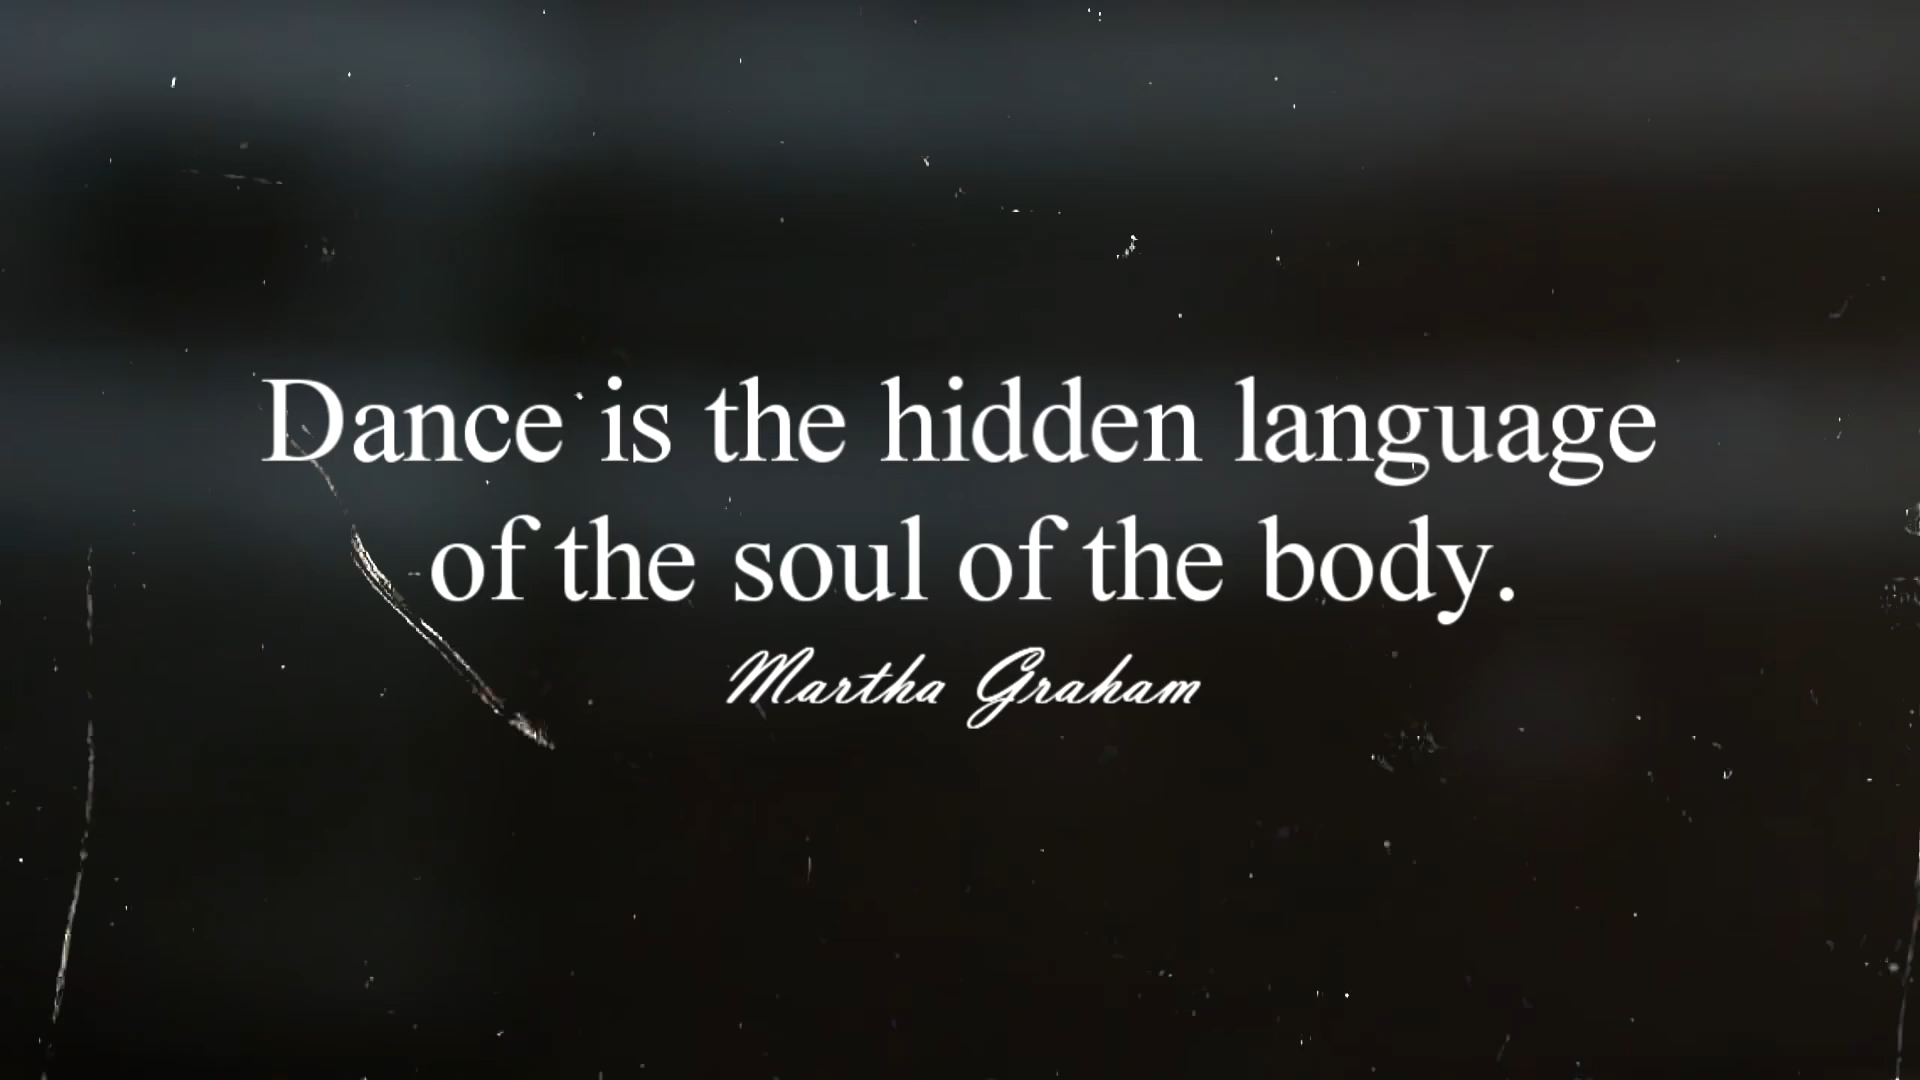 Dance is the hidden language
of the soul of the body.
Martha Graham